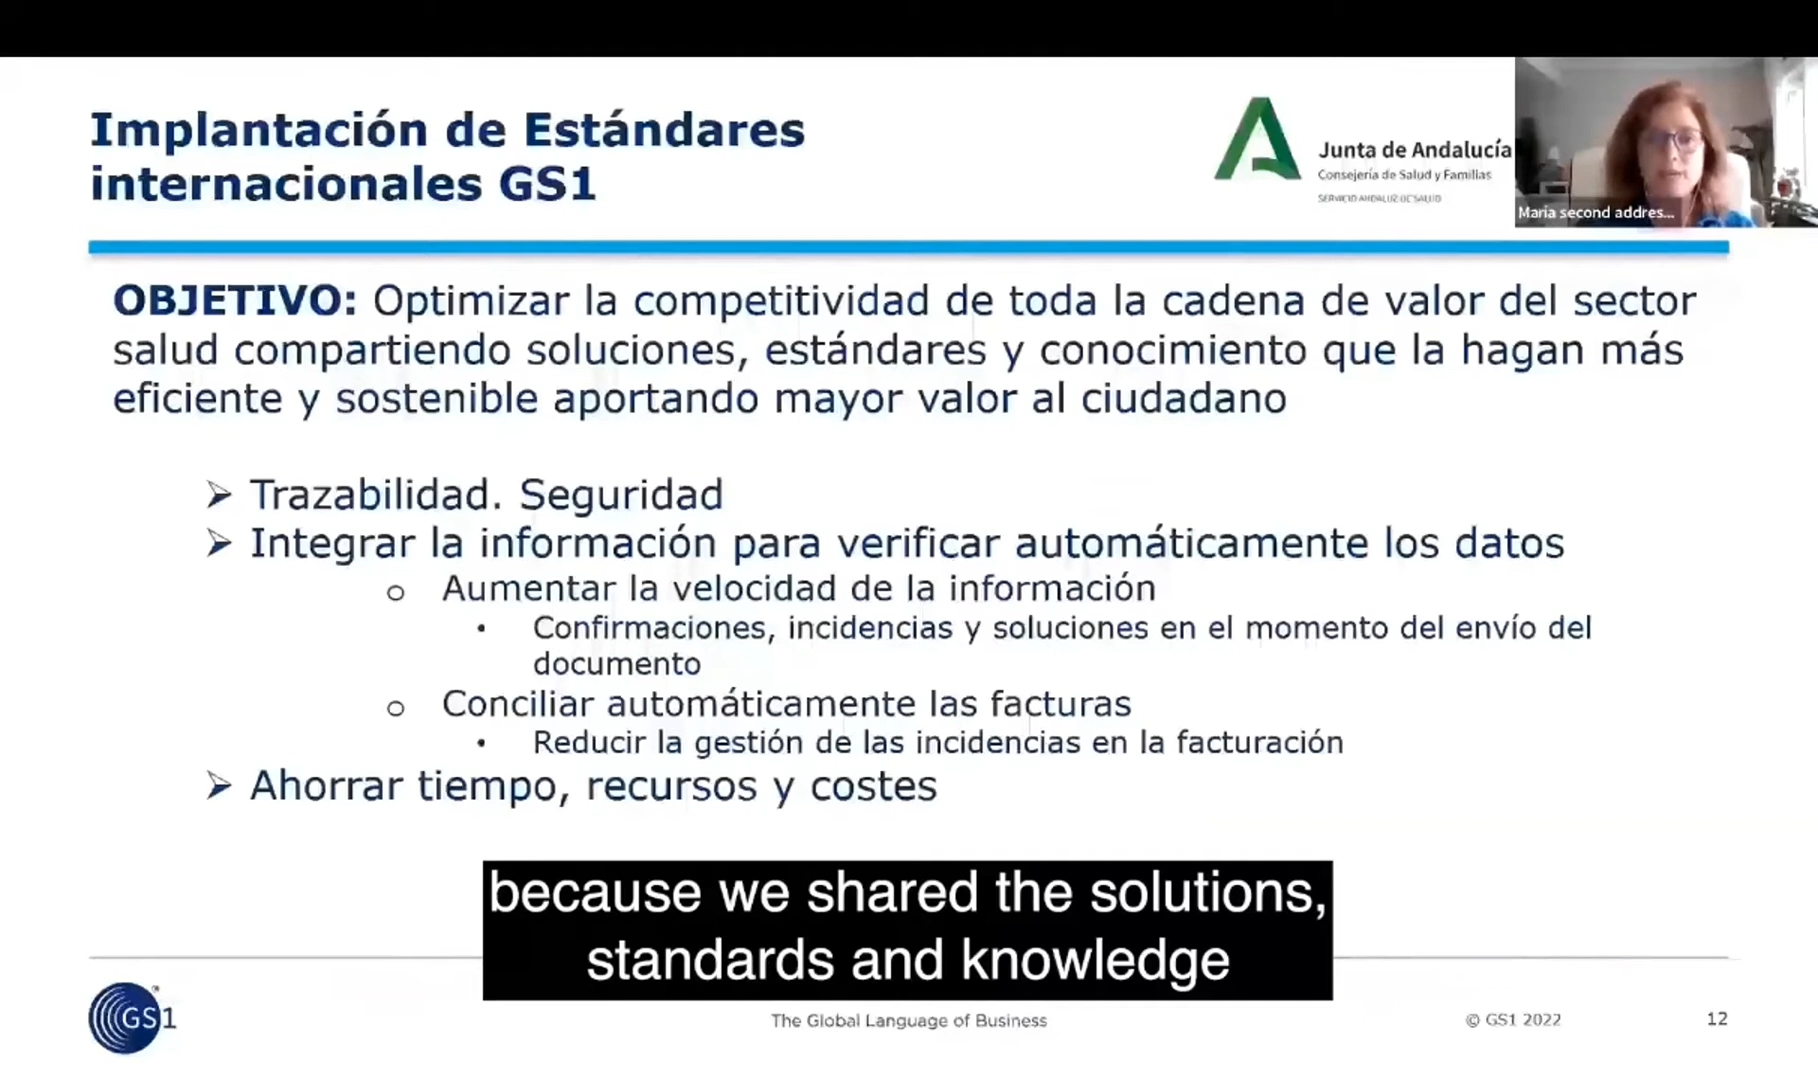 Implantación de Estándares
internacionales GS1
Junta de Andalucía
Consejería de Salud y Familias
SERVICIO ANDALUZ DE SALUD
Maria second addres...
OBJETIVO: Optimizar la competitividad de toda la cadena de valor del sector
salud compartiendo soluciones, estándares y conocimiento que la hagan más
eficiente y sostenible aportando mayor valor al ciudadano
➢ Trazabilidad. Seguridad
➢ Integrar la información para verificar automáticamente los datos
o Aumentar la velocidad de la información
• Confirmaciones, incidencias y soluciones en el momento del envío del
documento
o Conciliar automáticamente las facturas
• Reducir la gestión de las incidencias en la facturación
➢ Ahorrar tiempo, recursos y costes
because we shared the solutions,
standards and knowledge
GS1
The Global Language of Business
© GS1 2022
12